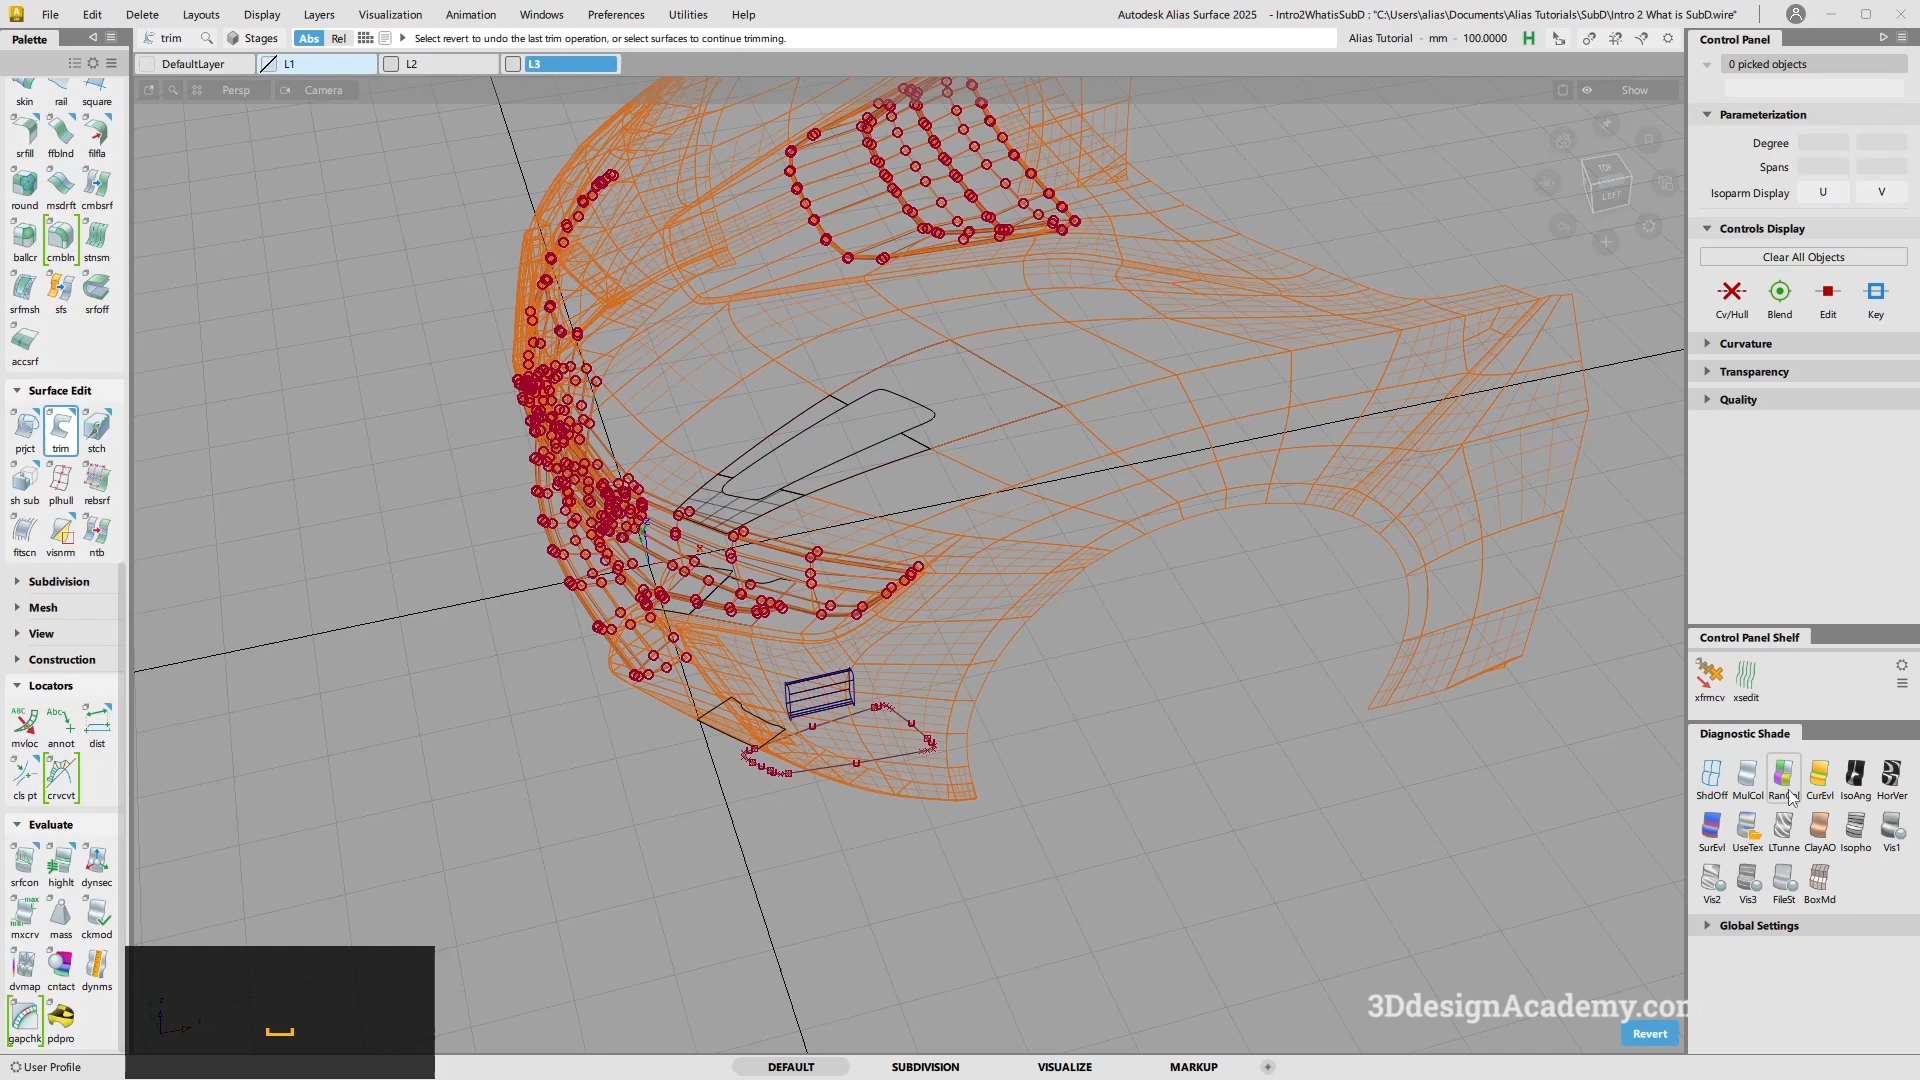 File Edit Delete Layouts Display Layers Visualization Animation Windows Preferences Utilities Help
Autodesk Alias Surface 2025 - Intro2WhatisSubD : "C:\Users\alias\Documents\Alias Tutorials\SubD\Intro 2 What is SubD.wire"
Palette
trim Stages Abs Rel Select revert to undo the last trim operation, or select surfaces to continue trimming.
Alias Tutorial - mm - 100.0000
H
DefaultLayer L1 L2 L3
Persp Camera Show
TOP
LEFT
skin rail square
srfill ffblnd filfla
round msdrft cmbsrf
ballcr cmbln stnsm
srfmsh sfs srfoff
accsrf
Surface Edit
prjct trim stch
sh sub plhull rebsrf
fitscn visnrm ntb
Subdivision
Mesh
View
Construction
Locators
mvloc annot dist
cls pt crvcvt
Evaluate
srfcon highlt dynsec
mxcrv mass ckmod
dvmap cntact dynms
gapchk pdpro
User Profile
Control Panel
0 picked objects
Parameterization
Degree
Spans
Isoparm Display U V
Controls Display
Clear All Objects
Cv/Hull Blend Edit Key
Curvature
Transparency
Quality
Control Panel Shelf
xfrmcv xsedit
Diagnostic Shade
ShdOff MulCol CurEvl IsoAng HorVer
SurEvl UseTex LTunne ClayAO Isopho Vis1
Vis2 Vis3 FileSt BoxMd
Global Settings
3DdesignAcademy.com
Revert
DEFAULT SUBDIVISION VISUALIZE MARKUP